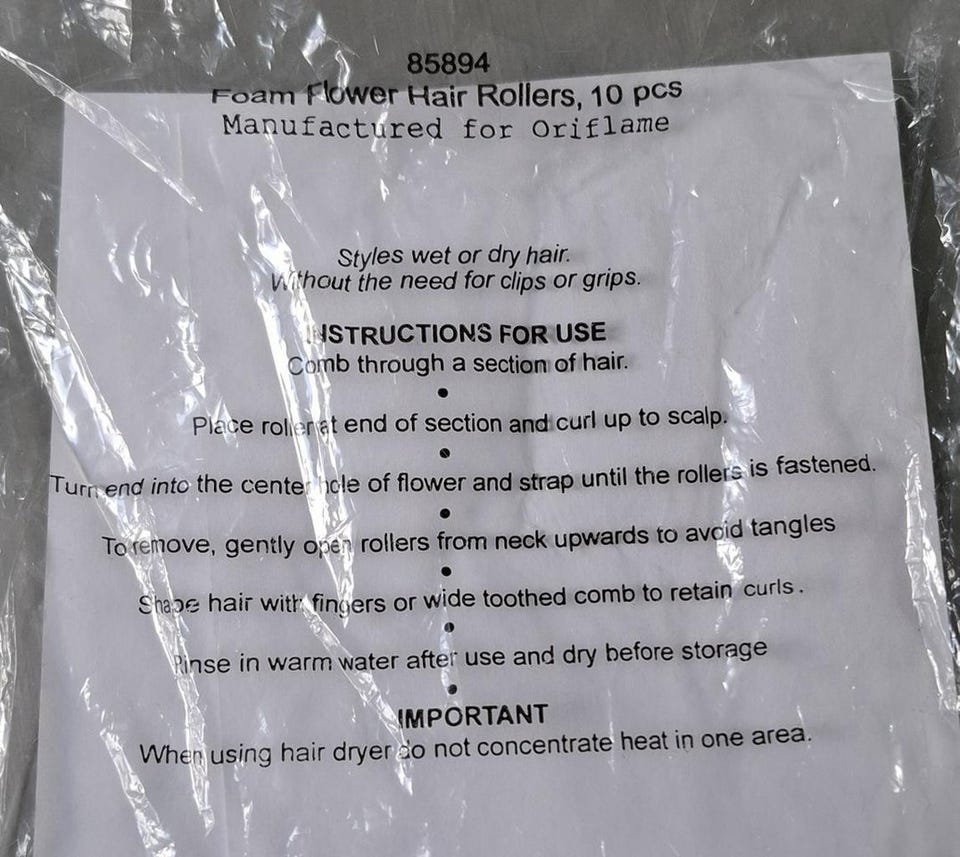 85894
Foam Flower Hair Rollers, 10 pcs
Manufactured for Oriflame
Styles wet or dry hair.
Without the need for clips or grips.
INSTRUCTIONS FOR USE
Comb through a section of hair.
•
Place roller at end of section and curl up to scalp.
•
Turn end into the center hole of flower and strap until the rollers is fastened.
•
To remove, gently open rollers from neck upwards to avoid tangles
•
Shape hair with fingers or wide toothed comb to retain curls.
•
Rinse in warm water after use and dry before storage
•
IMPORTANT
When using hair dryer do not concentrate heat in one area.